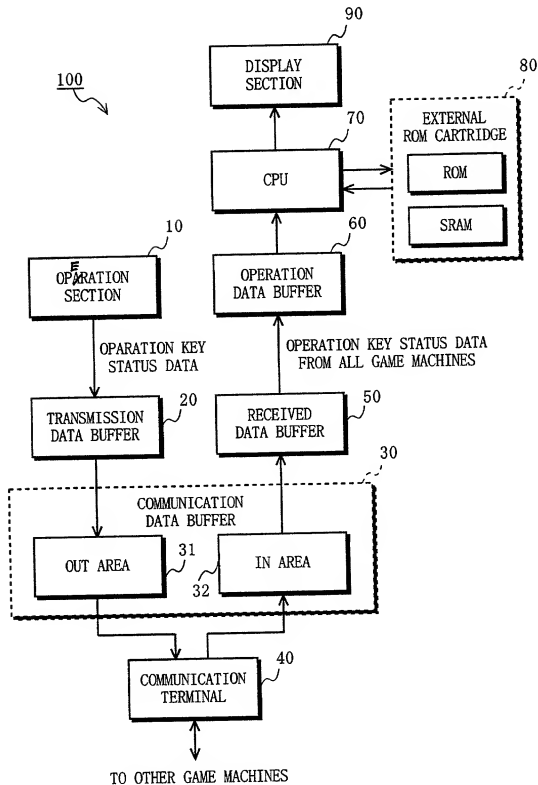 90
DISPLAY
SECTION
100
80
70
EXTERNAL
ROM CARTRIDGE
CPU
ROM
10
SRAM
60
OPARATION
E
SECTION
OPERATION
DATA BUFFER
OPARATION KEY
STATUS DATA
OPERATION KEY STATUS DATA
FROM ALL GAME MACHINES
20
50
TRANSMISSION
DATA BUFFER
RECEIVED
DATA BUFFER
30
COMMUNICATION
DATA BUFFER
OUT AREA
31
32
IN AREA
40
COMMUNICATION
TERMINAL
TO OTHER GAME MACHINES